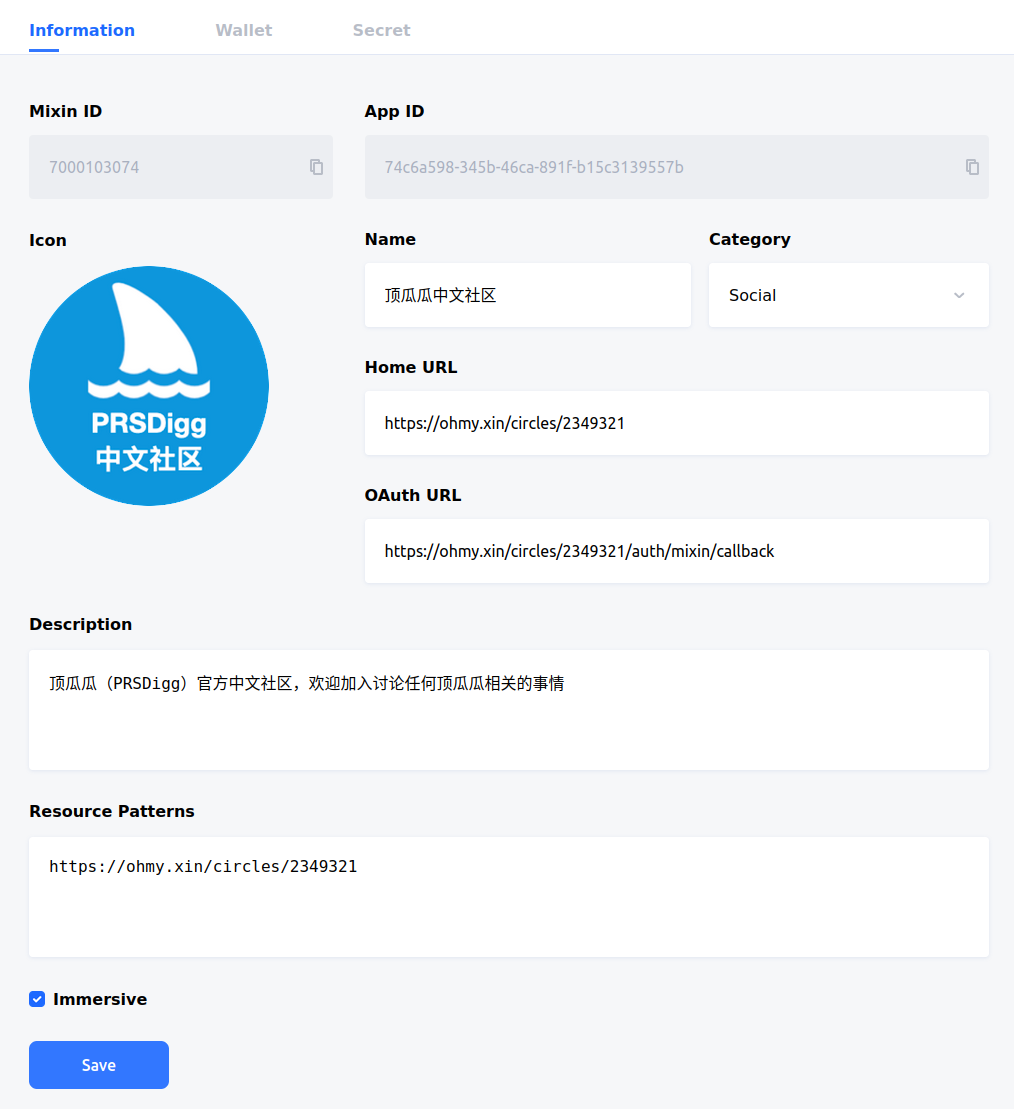 Information Wallet Secret
Mixin ID App ID
7000103074 74c6a598-345b-46ca-891f-b15c3139557b
Icon Name Category
顶瓜瓜中文社区 Social
PRSDigg
中文社区
Home URL
https://ohmy.xin/circles/2349321
OAuth URL
https://ohmy.xin/circles/2349321/auth/mixin/callback
Description
顶瓜瓜（PRSDigg）官方中文社区，欢迎加入讨论任何顶瓜瓜相关的事情
Resource Patterns
https://ohmy.xin/circles/2349321
Immersive
Save